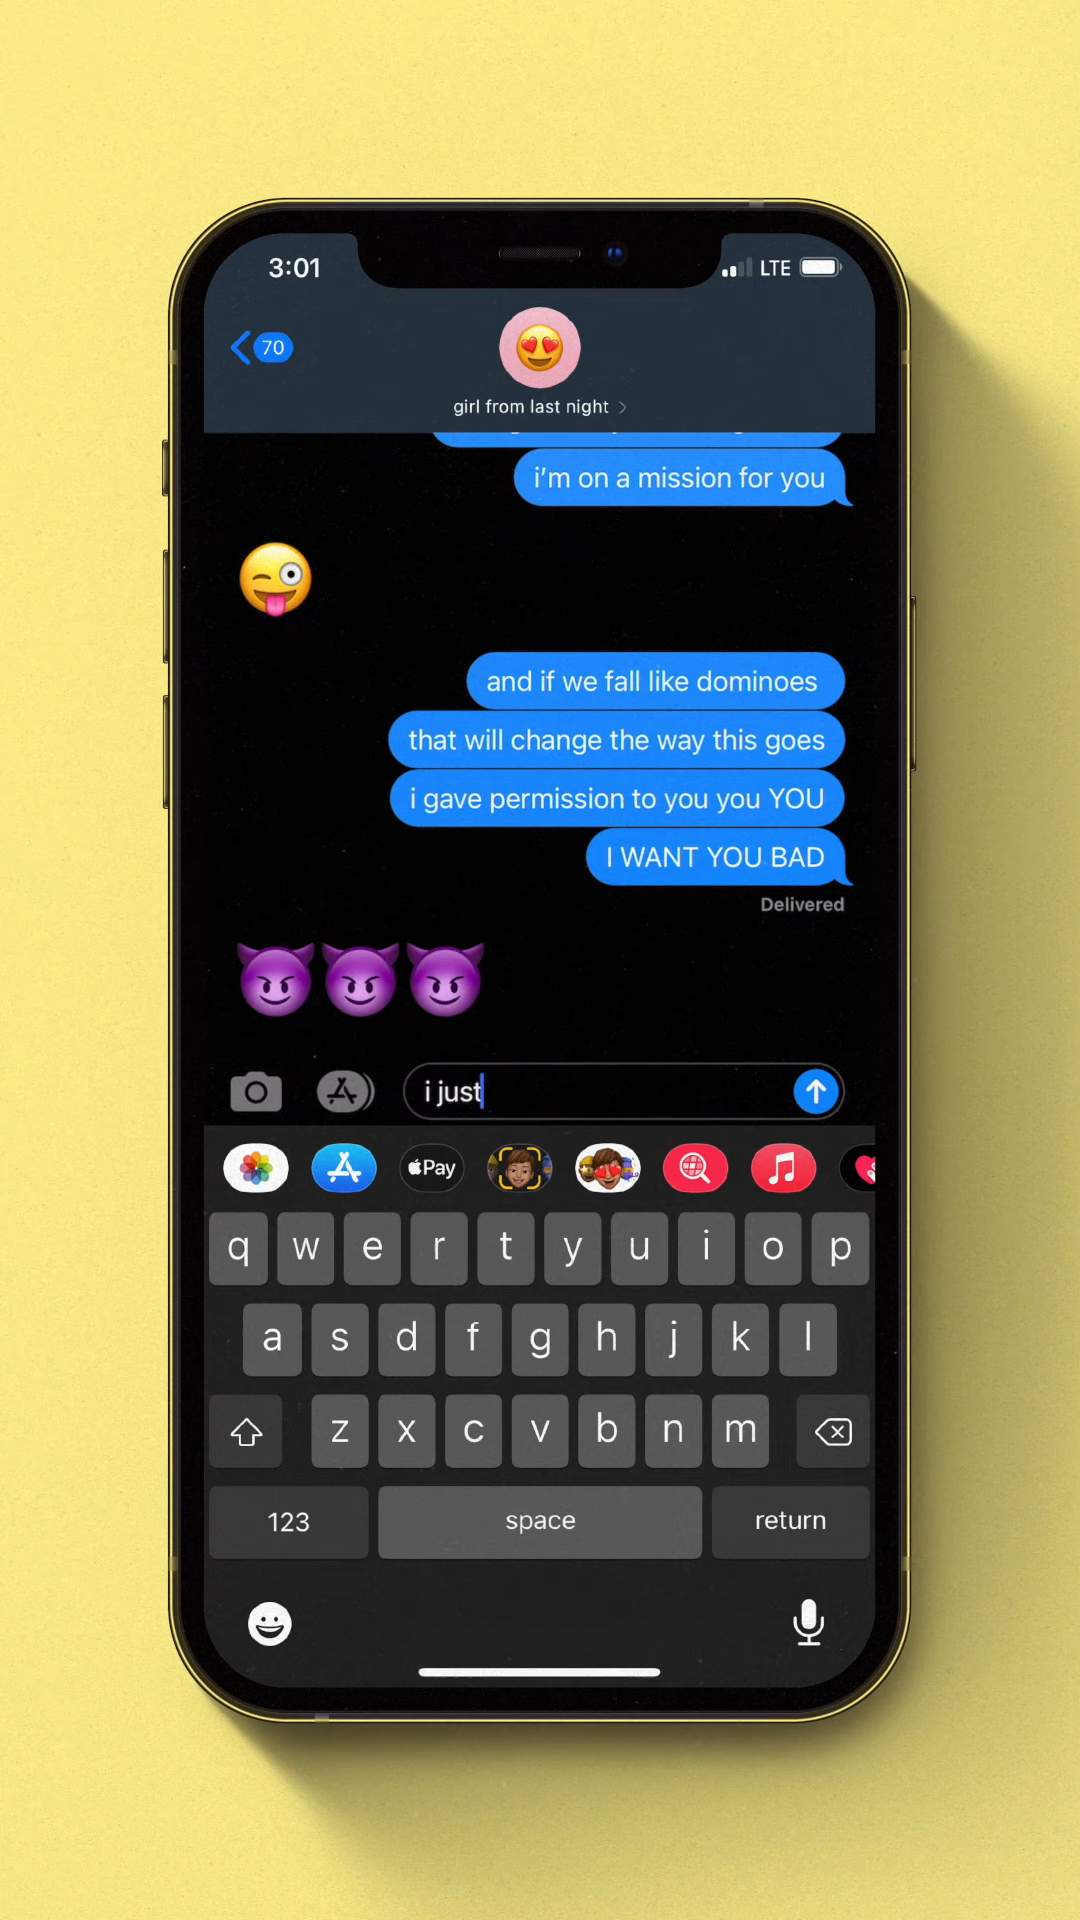 3:01
LTE
70
girl from last night
i'm on a mission for you
and if we fall like dominoes
that will change the way this goes
i gave permission to you you YOU
I WANT YOU BAD
Delivered
i just
Pay
q w e r t y u i o p
a s d f g h j k l
z x c v b n m
123 space return